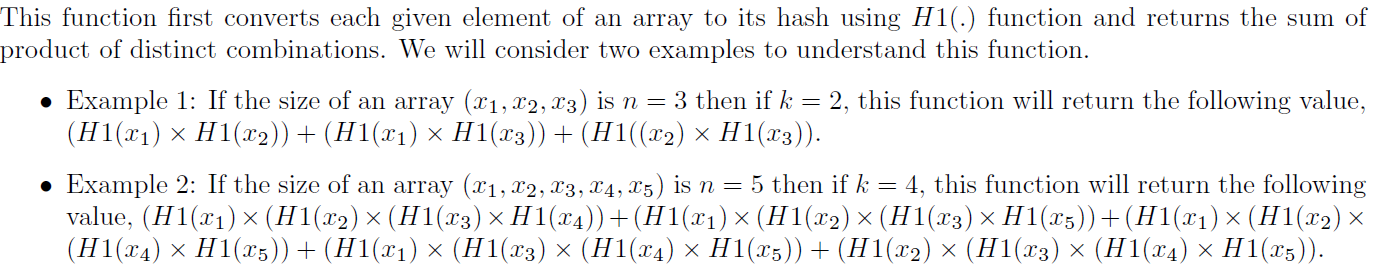 This function first converts each given element of an array to its hash using H1(.) function and returns the sum of
product of distinct combinations. We will consider two examples to understand this function.
• Example 1: If the size of an array (x₁, x₂, x₃) is n = 3 then if k = 2, this function will return the following value,
(H1(x₁) × H1(x₂)) + (H1(x₁) × H1(x₃)) + (H1((x₂) × H1(x₃)).
• Example 2: If the size of an array (x₁, x₂, x₃, x₄, x₅) is n = 5 then if k = 4, this function will return the following
value, (H1(x₁) × (H1(x₂) × (H1(x₃) × H1(x₄)) + (H1(x₁) × (H1(x₂) × (H1(x₃) × H1(x₅)) + (H1(x₁) × (H1(x₂) ×
(H1(x₄) × H1(x₅)) + (H1(x₁) × (H1(x₃) × (H1(x₄) × H1(x₅)) + (H1(x₂) × (H1(x₃) × (H1(x₄) × H1(x₅)).